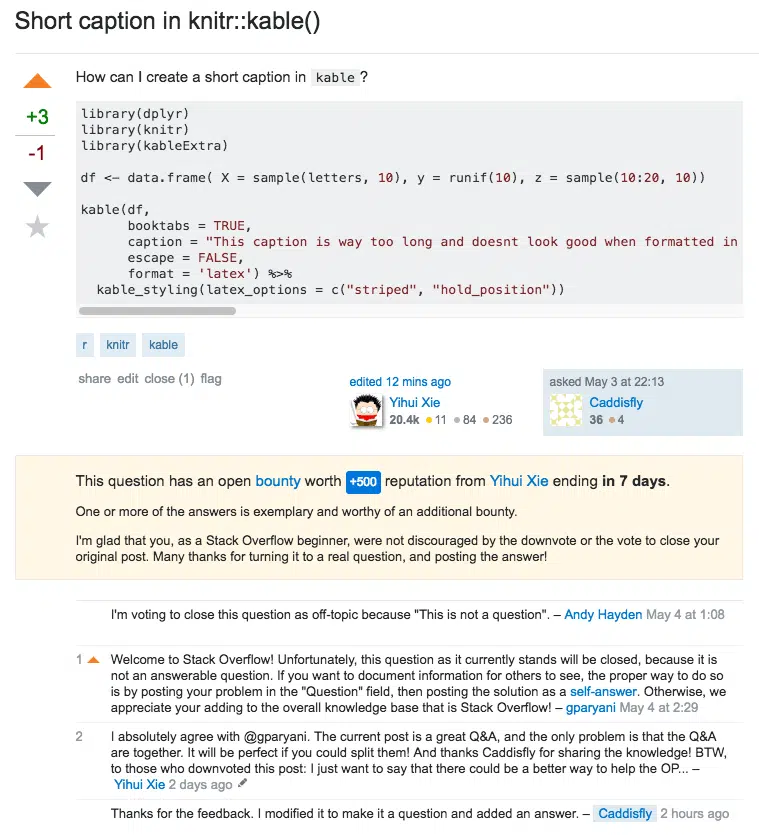 Short caption in knitr::kable()
How can I create a short caption in kable ?
+3
-1
library(dplyr)
library(knitr)
library(kableExtra)
df <- data.frame( X = sample(letters, 10), y = runif(10), z = sample(10:20, 10))
kable(df,
booktabs = TRUE,
caption = "This caption is way too long and doesnt look good when formatted in
escape = FALSE,
format = 'latex') %>%
kable_styling(latex_options = c("striped", "hold_position"))
r knitr kable
share edit close (1) flag
edited 12 mins ago
Yihui Xie
20.4k 11 84 236
asked May 3 at 22:13
Caddisfly
36 4
This question has an open bounty worth +500 reputation from Yihui Xie ending in 7 days.
One or more of the answers is exemplary and worthy of an additional bounty.
I'm glad that you, as a Stack Overflow beginner, were not discouraged by the downvote or the vote to close your
original post. Many thanks for turning it to a real question, and posting the answer!
I'm voting to close this question as off-topic because "This is not a question". – Andy Hayden May 4 at 1:08
1 Welcome to Stack Overflow! Unfortunately, this question as it currently stands will be closed, because it is
not an answerable question. If you want to document information for others to see, the proper way to do so
is by posting your problem in the "Question" field, then posting the solution as a self-answer. Otherwise, we
appreciate your adding to the overall knowledge base that is Stack Overflow! – gparyani May 4 at 2:29
2 I absolutely agree with @gparyani. The current post is a great Q&A, and the only problem is that the Q&A
are together. It will be perfect if you could split them! And thanks Caddisfly for sharing the knowledge! BTW,
to those who downvoted this post: I just want to say that there could be a better way to help the OP... –
Yihui Xie 2 days ago
Thanks for the feedback. I modified it to make it a question and added an answer. – Caddisfly 2 hours ago